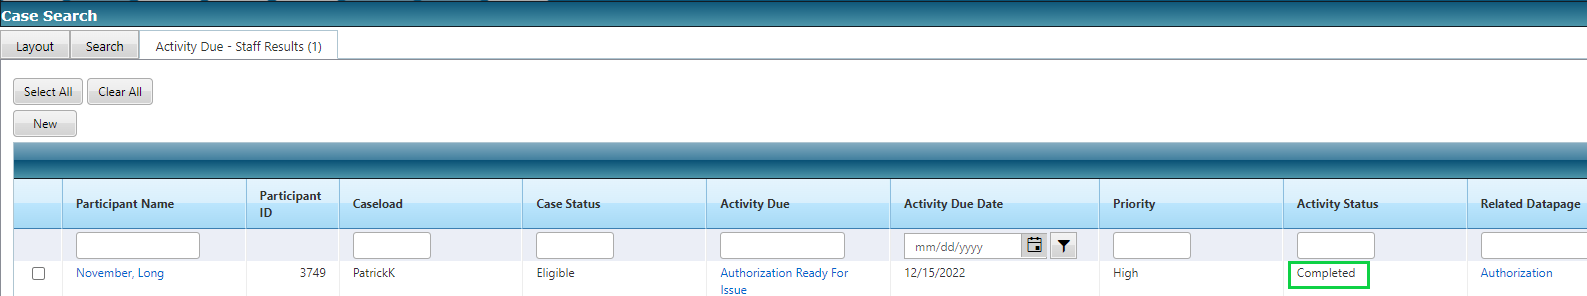 Case Search
Layout Search Activity Due - Staff Results (1)
Select All Clear All
New
Participant Name Participant ID Caseload Case Status Activity Due Activity Due Date Priority Activity Status Related Datapage
mm/dd/yyyy
November, Long 3749 PatrickK Eligible Authorization Ready For 12/15/2022 High Completed Authorization
Issue